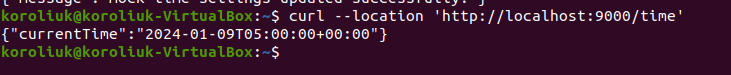 {"message":"Mock time settings updated successfully."}
koroliuk@koroliuk-VirtualBox:~$ curl --location 'http://localhost:9000/time'
{"currentTime":"2024-01-09T05:00:00+00:00"}
koroliuk@koroliuk-VirtualBox:~$